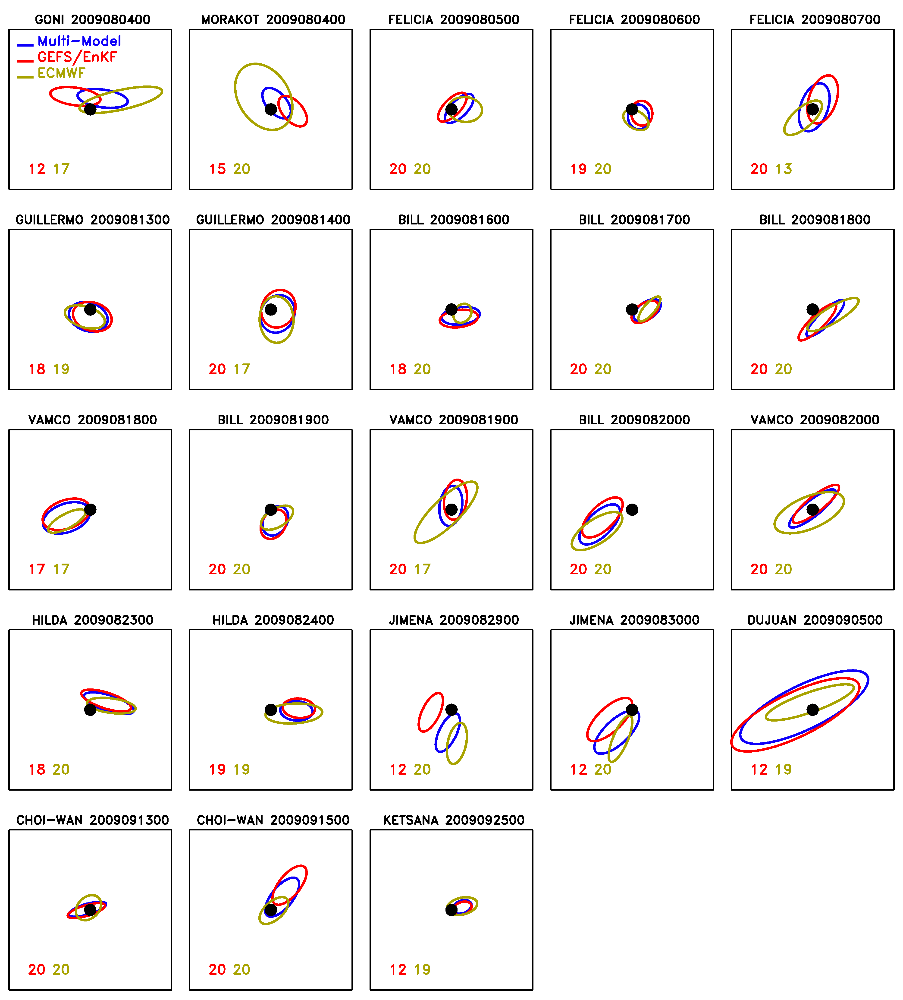 GONI 2009080400
Multi-Model
GEFS/EnKF
ECMWF
12 17
MORAKOT 2009080400
15 20
FELICIA 2009080500
20 20
FELICIA 2009080600
19 20
FELICIA 2009080700
20 13
GUILLERMO 2009081300
18 19
GUILLERMO 2009081400
20 17
BILL 2009081600
18 20
BILL 2009081700
20 20
BILL 2009081800
20 20
VAMCO 2009081800
17 17
BILL 2009081900
20 20
VAMCO 2009081900
20 17
BILL 2009082000
20 20
VAMCO 2009082000
20 20
HILDA 2009082300
18 20
HILDA 2009082400
19 19
JIMENA 2009082900
12 20
JIMENA 2009083000
12 20
DUJUAN 2009090500
12 19
CHOI-WAN 2009091300
20 20
CHOI-WAN 2009091500
20 20
KETSANA 2009092500
12 19